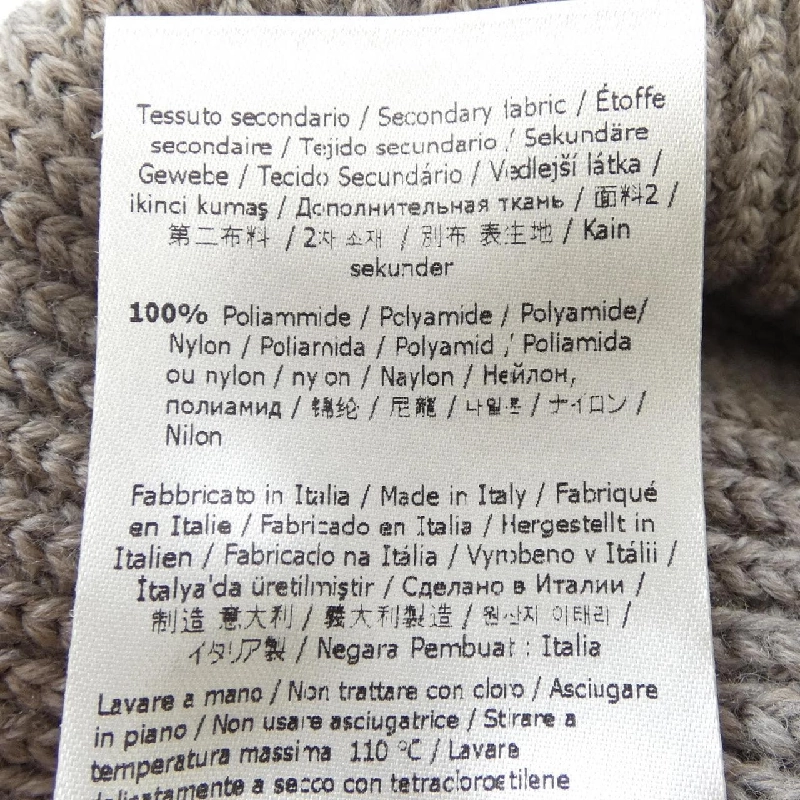 Tessuto secondario / Secondary fabric / Étoffe
secondaire / Tejido secundario / Sekundäre
Gewebe / Tecido Secundário / Vedlejší látka /
ikinci kumaş / Дополнительная ткань / 面料2 /
第二布料 / 2차 소재 / 別布 表生地 / Kain
sekunder
100% Poliammide / Polyamide / Polyamide/
Nylon / Poliamida / Polyamid / Poliamida
ou nylon / nylon / Naylon / Нейлон,
полиамид / 锦纶 / 尼龍 / 나일론 / ナイロン /
Nilon
Fabbricato in Italia / Made in Italy / Fabriqué
en Italie / Fabricado en Italia / Hergestellt in
Italien / Fabricado na Itália / Vyrobeno v Itálii /
İtalya'da üretilmiştir / Сделано в Италии /
制造 意大利 / 義大利製造 / 원산지 이태리 /
イタリア製 / Negara Pembuat : Italia
Lavare a mano / Non trattare con cloro / Asciugare
in piano / Non usare asciugatrice / Stirare a
temperatura massima 110 °C / Lavare
delicatamente a secco con tetracloroetilene